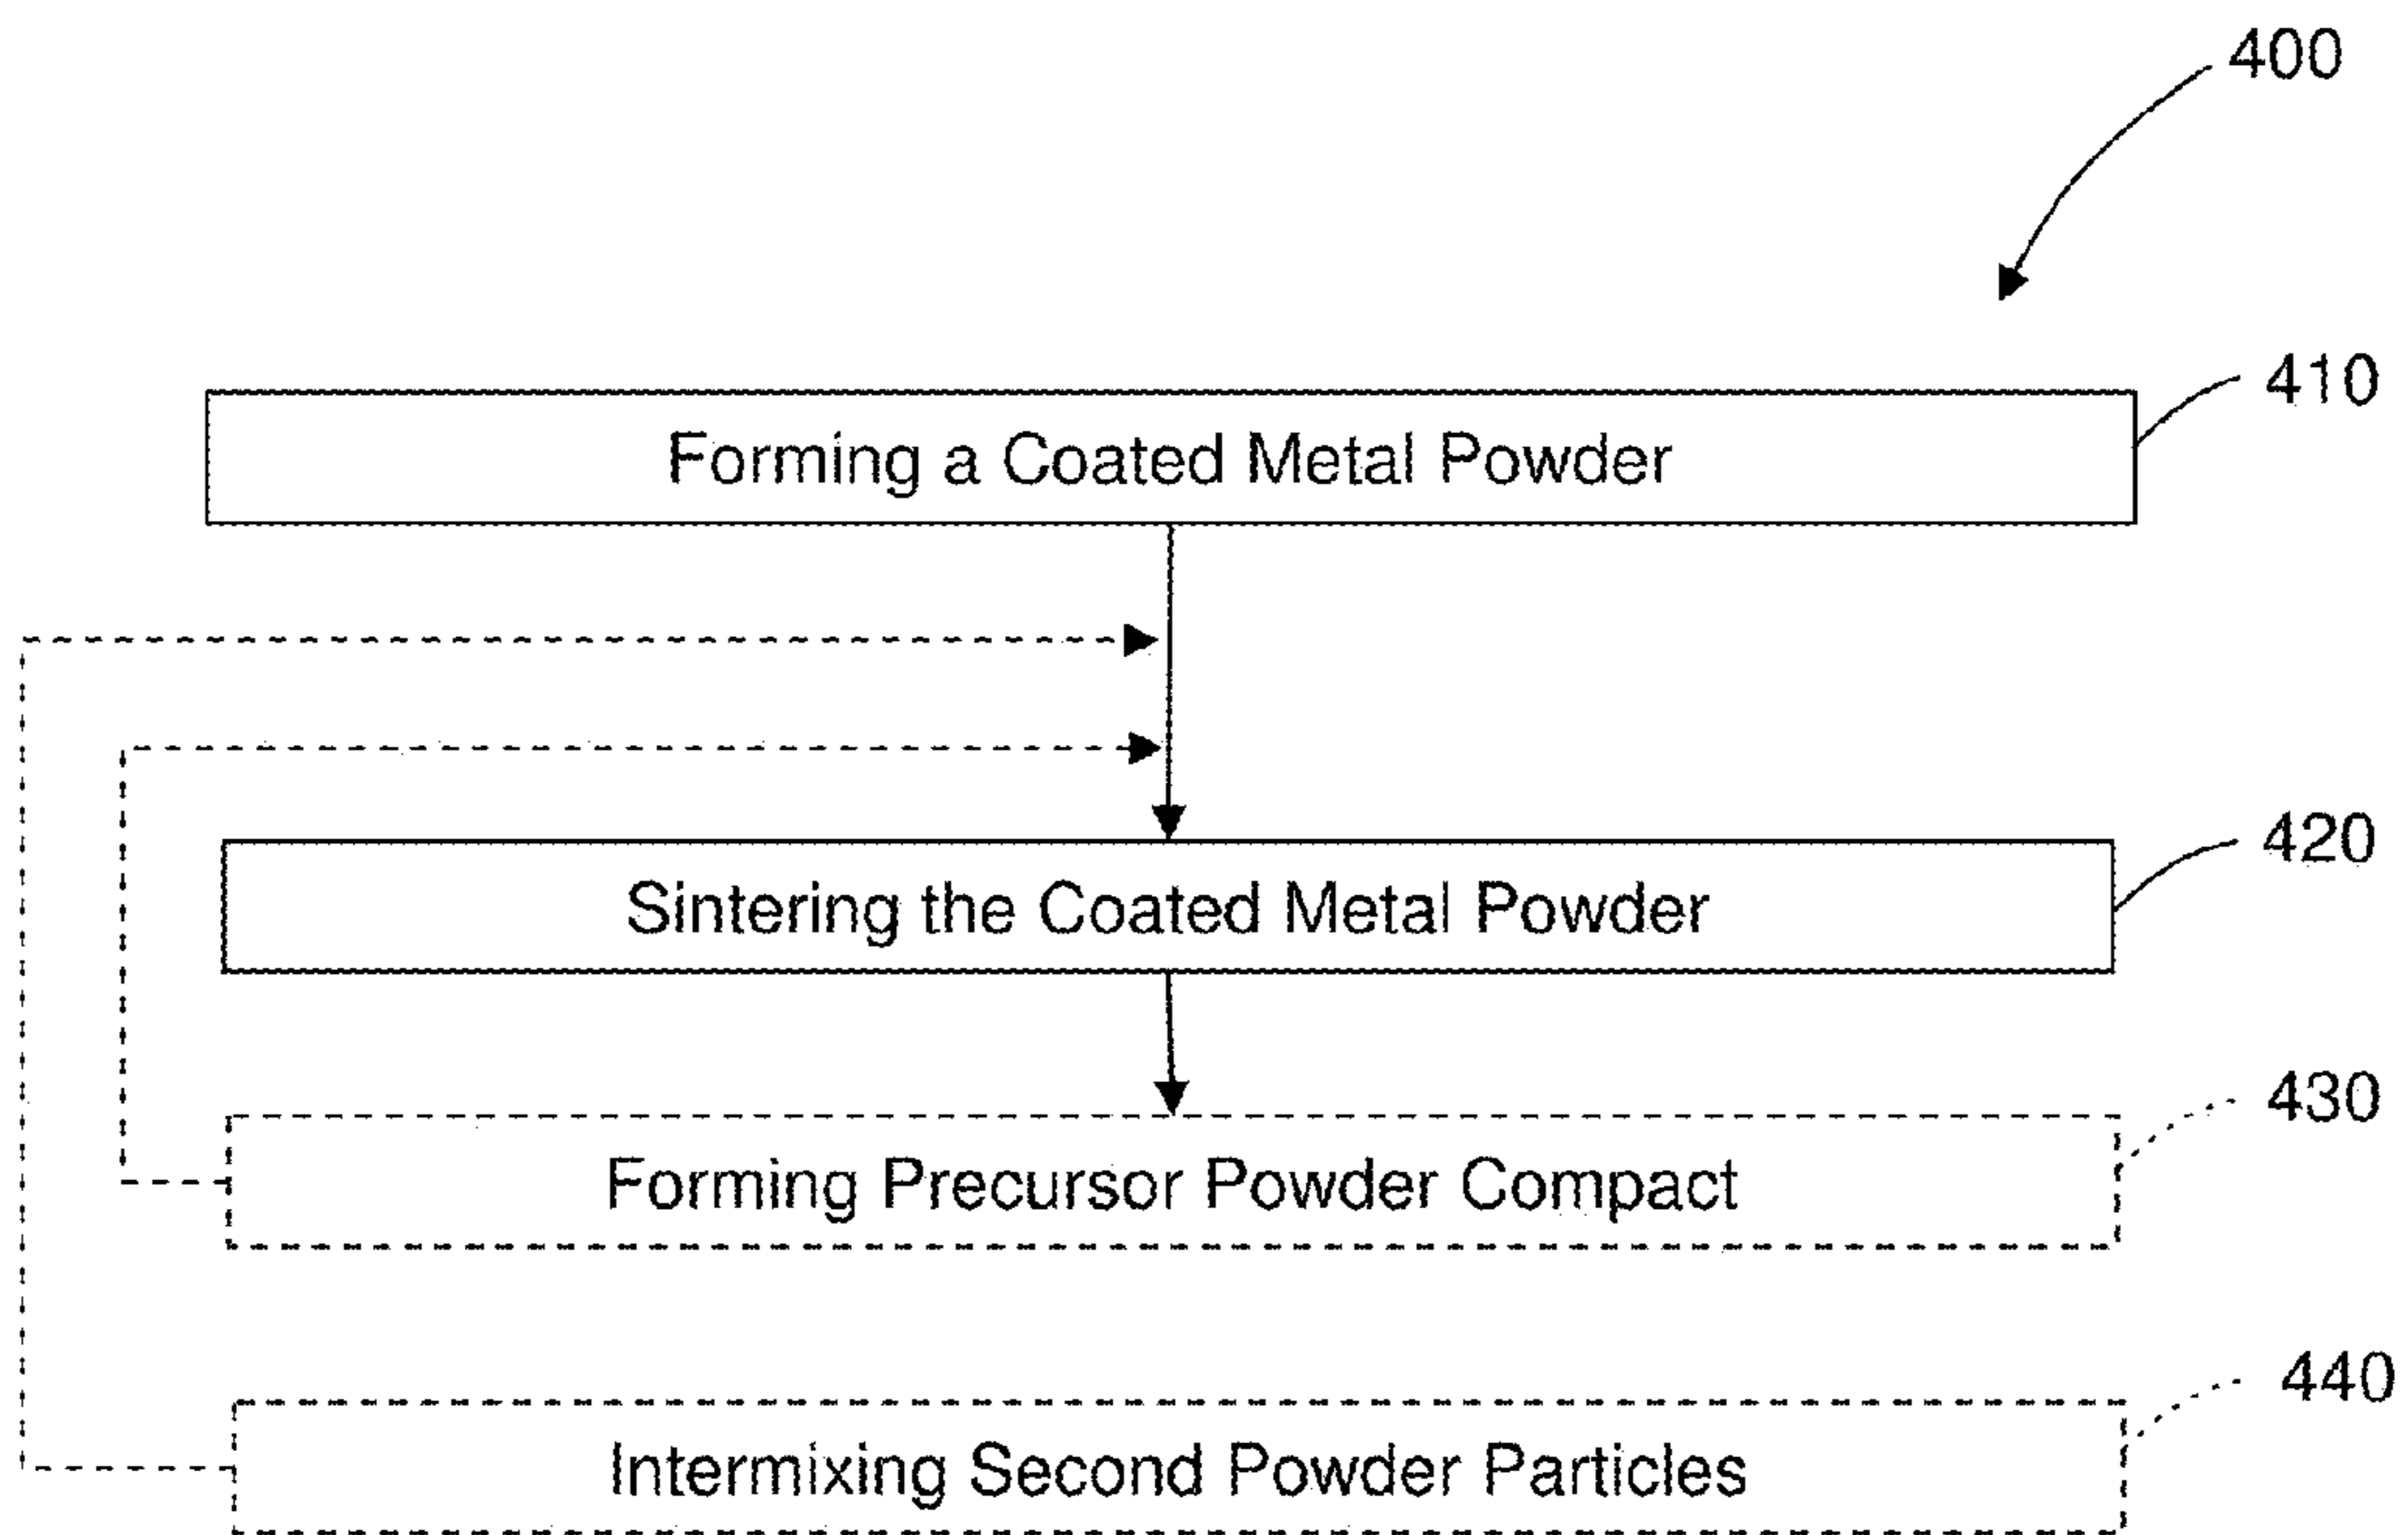 400
410
Forming a Coated Metal Powder
420
Sintering the Coated Metal Powder
430
Forming Precursor Powder Compact
440
Intermixing Second Powder Particles